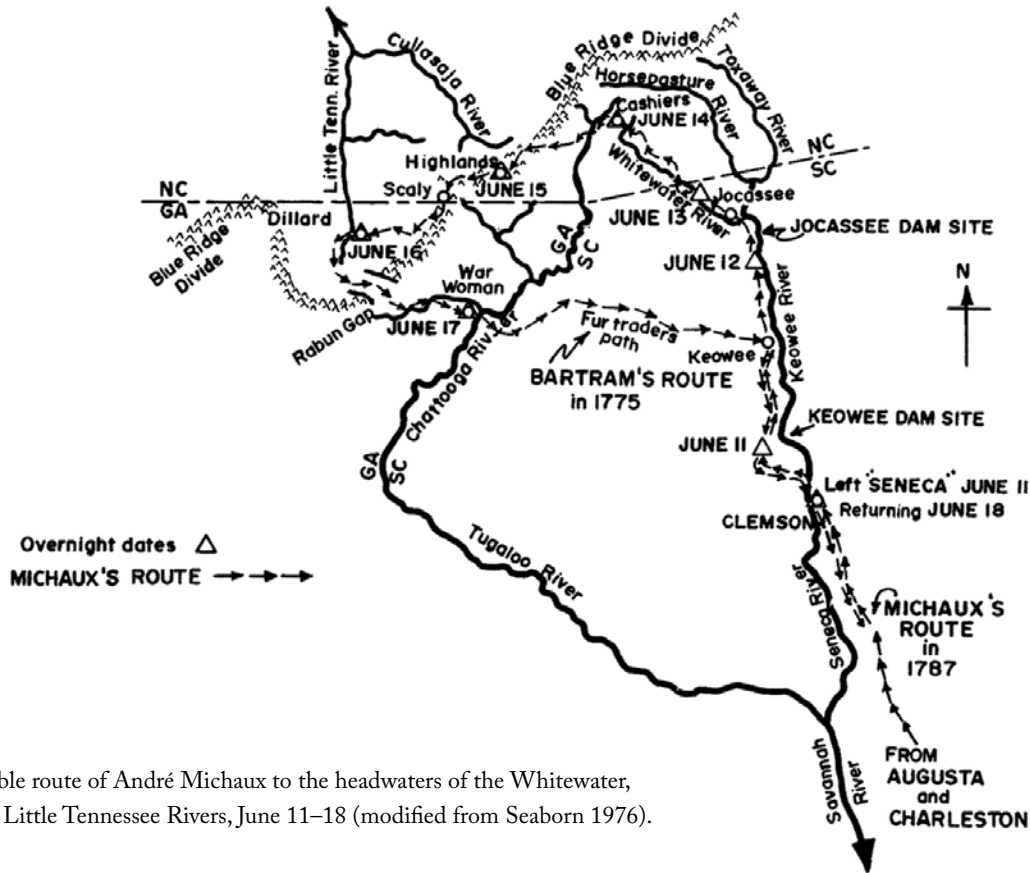 Cullasaja River
Blue Ridge Divide
Toxaway River
Little Tenn. River
Horsepasture
River
Cashiers
JUNE 14
NC
SC
Highlands
JUNE 15
Whitewater
River
Scaly
NC
GA
Dillard
Jocassee
JUNE 13
JOCASSEE DAM SITE
Blue Ridge
Divide
JUNE 16
GA
SC
JUNE 12
N
War
Woman
Rabun Gap
JUNE 17
Chattooga River
Fur traders
path
Keowee
Keowee River
BARTRAM'S ROUTE
in 1775
KEOWEE DAM SITE
JUNE 11
GA
SC
Left "SENECA" JUNE 11
Returning JUNE 18
CLEMSON
Overnight dates
MICHAUX'S ROUTE
Tugaloo River
Seneca River
MICHAUX'S
ROUTE
in
1787
Savannah
River
FROM
AUGUSTA
and
CHARLESTON
ble route of André Michaux to the headwaters of the Whitewater,
Little Tennessee Rivers, June 11–18 (modified from Seaborn 1976).